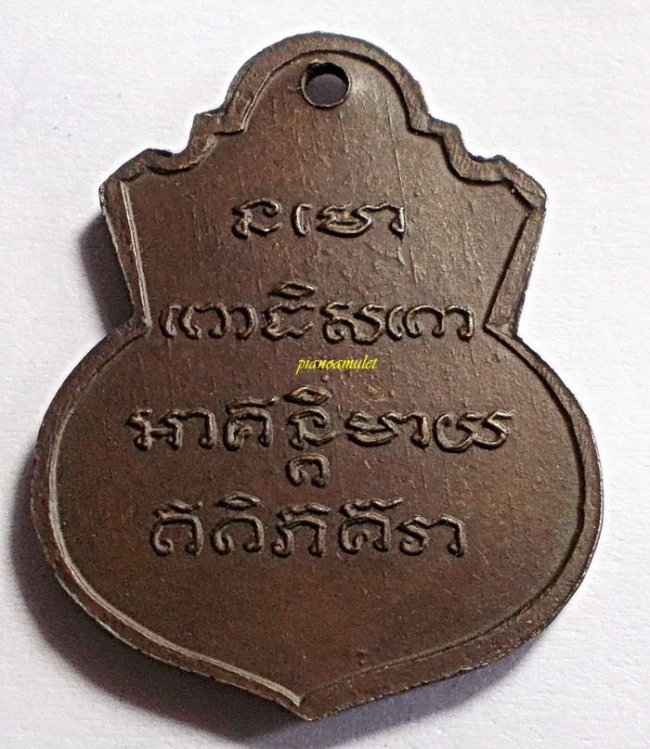 នមោ
ពោធិសតោ
pianoamulet
អាគន្តិមាយ
ឥតិភគវា